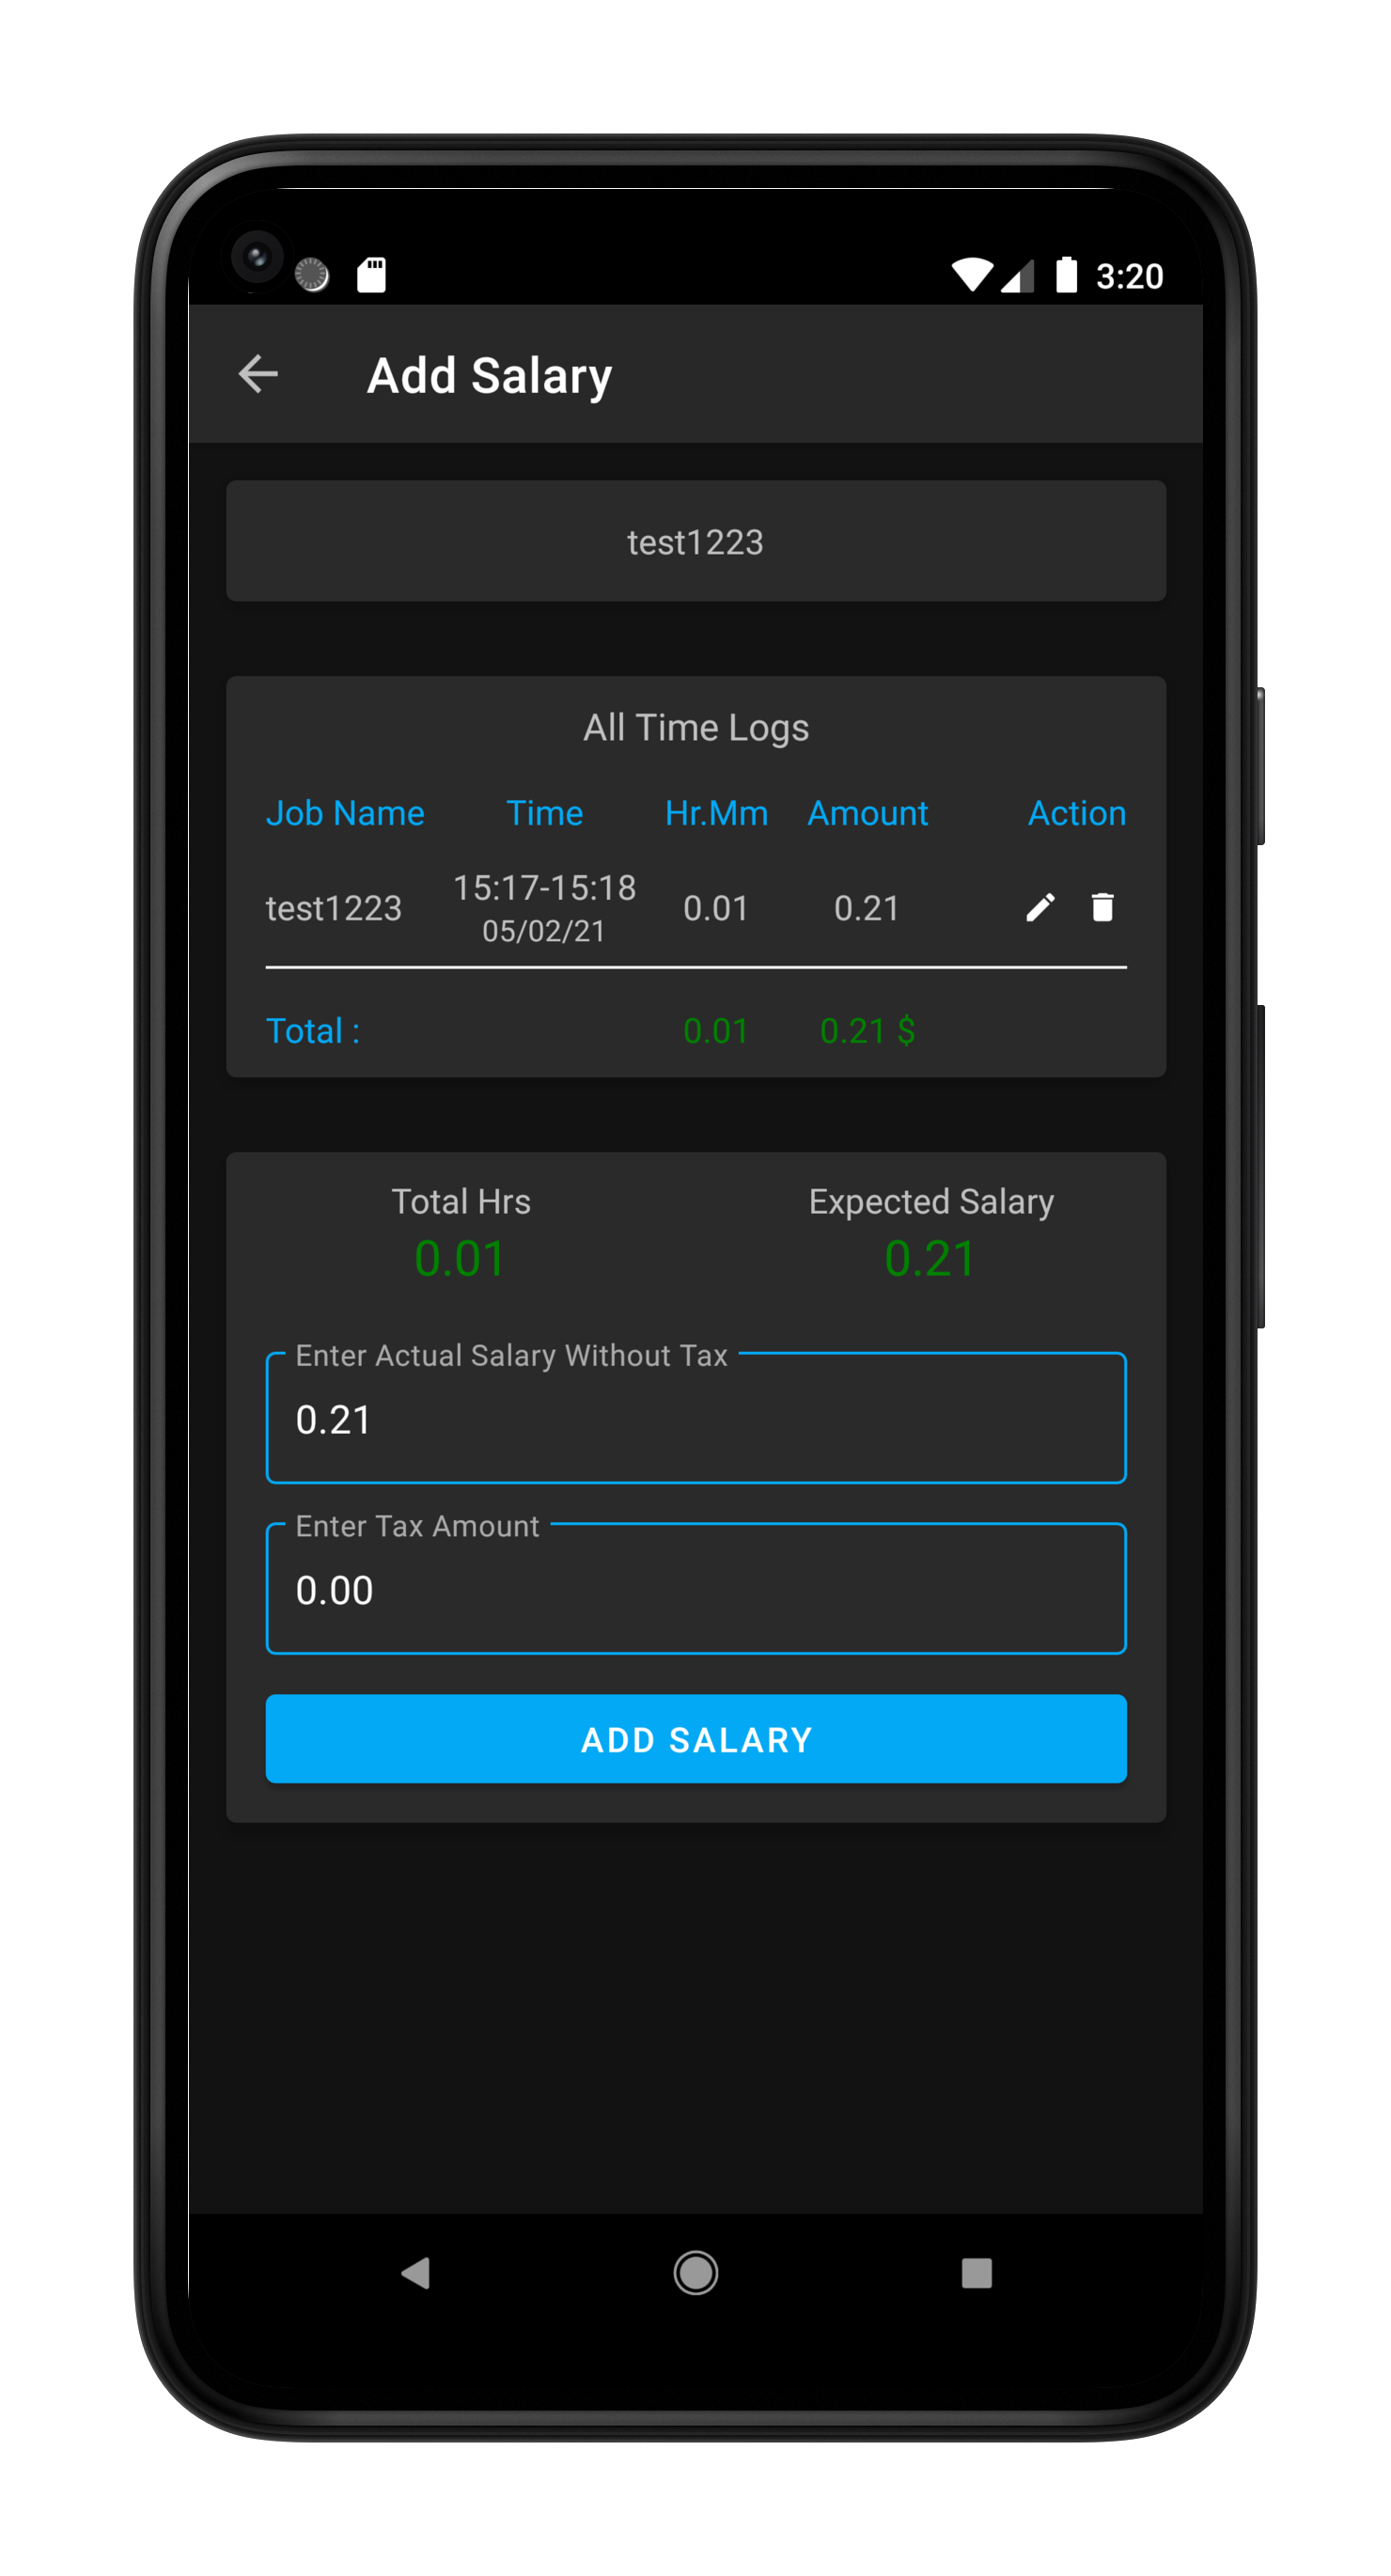 3:20
Add Salary
test1223
All Time Logs
Job Name Time Hr.Mm Amount Action
test1223 15:17-15:18 0.01 0.21
05/02/21
Total : 0.01 0.21 $
Total Hrs Expected Salary
0.01 0.21
Enter Actual Salary Without Tax
0.21
Enter Tax Amount
0.00
ADD SALARY